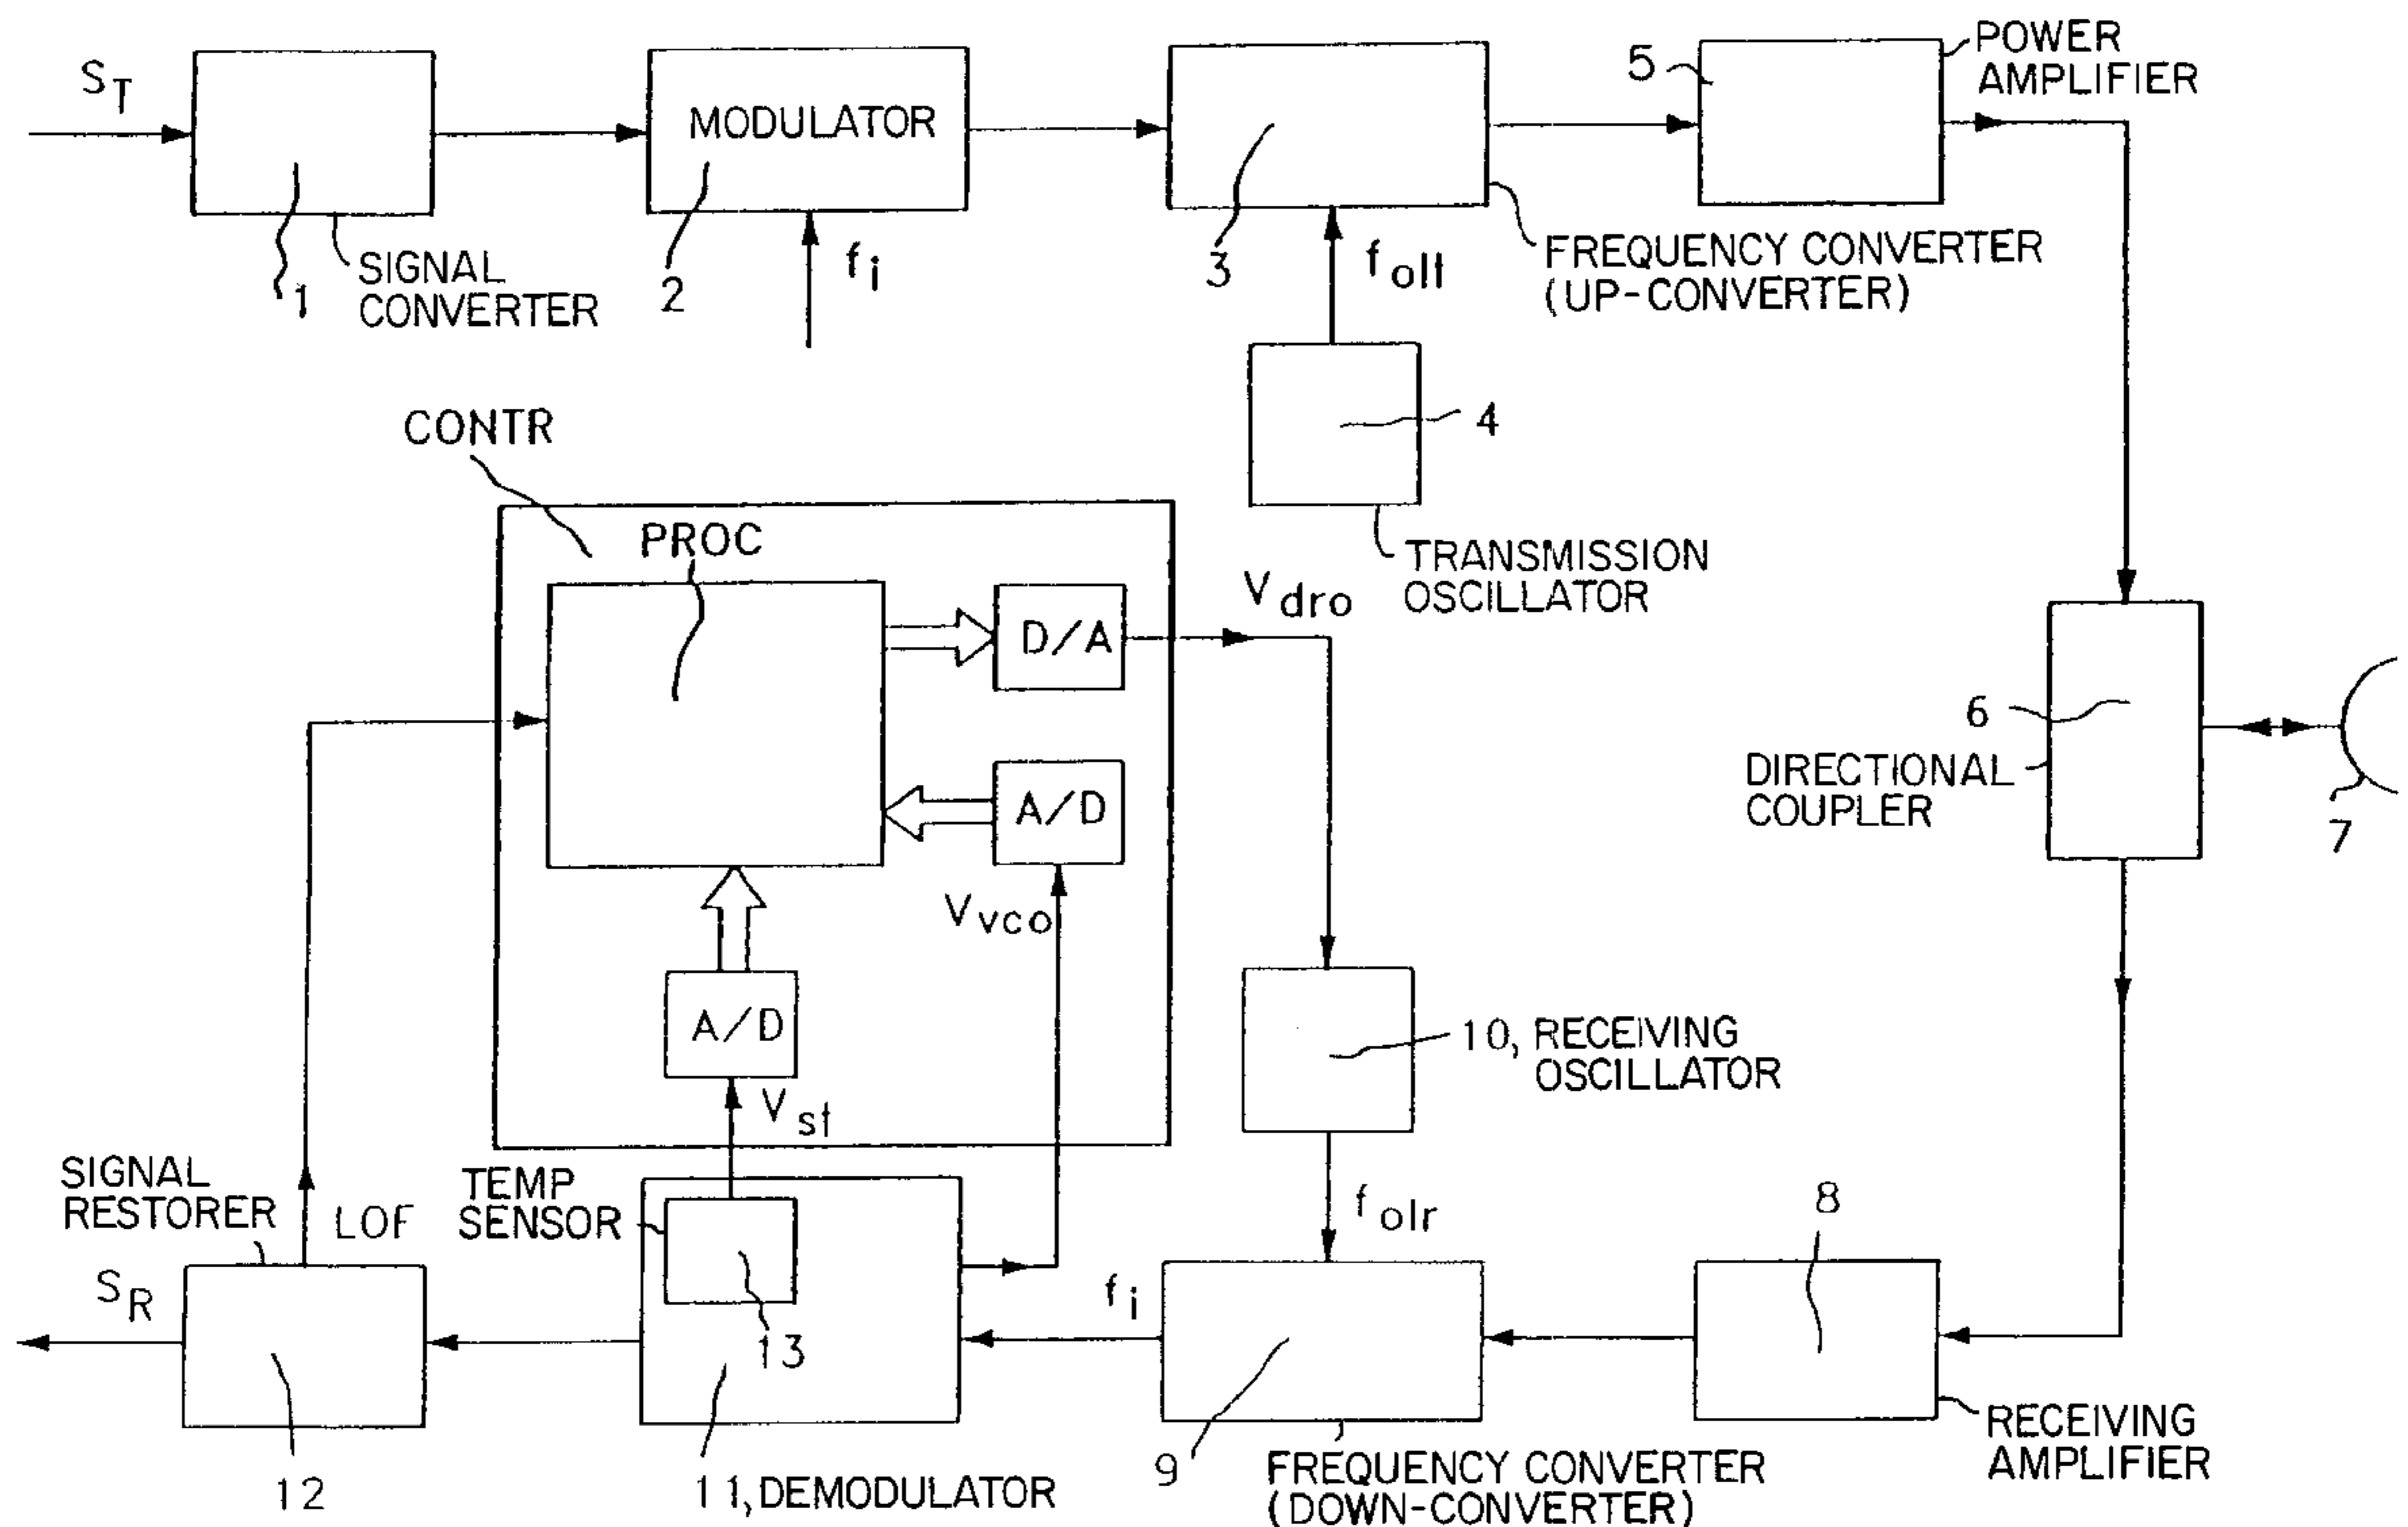 S_T
1
SIGNAL
CONVERTER
MODULATOR
2
f_i
3
f_olt
FREQUENCY CONVERTER
(UP-CONVERTER)
5
POWER
AMPLIFIER
4
TRANSMISSION
OSCILLATOR
CONTR
PROC
D/A
V_dro
A/D
V_vco
A/D
V_st
6
DIRECTIONAL
COUPLER
7
10, RECEIVING
OSCILLATOR
f_olr
SIGNAL
RESTORER
LOF
S_R
12
TEMP
SENSOR
13
11, DEMODULATOR
f_i
9
FREQUENCY CONVERTER
(DOWN-CONVERTER)
8
RECEIVING
AMPLIFIER